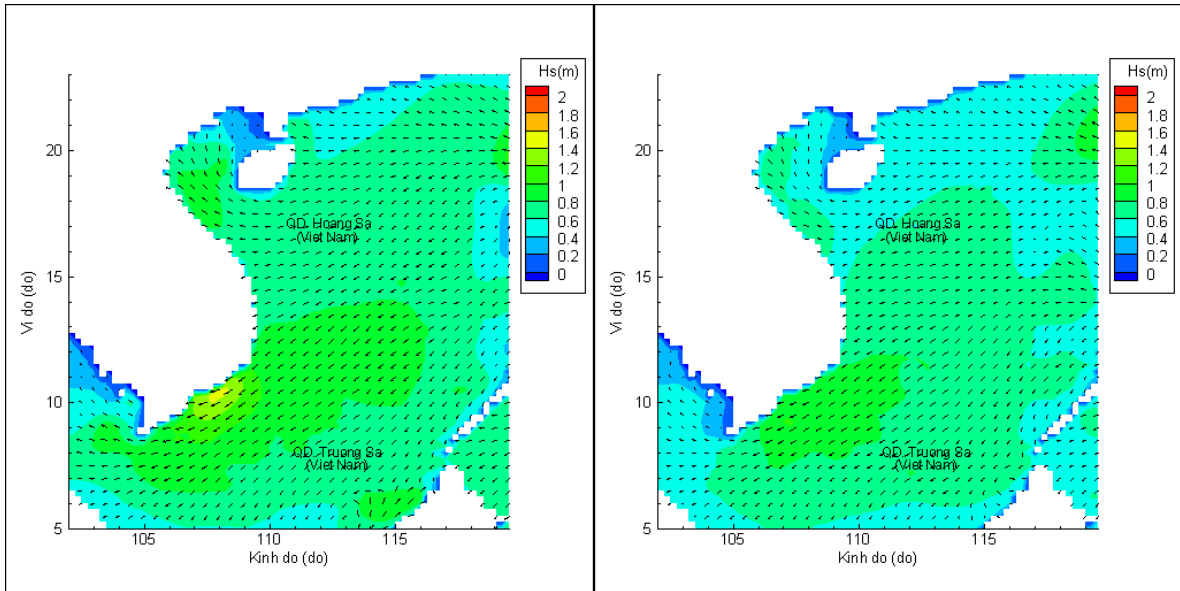 Hs(m)
2
1.8
1.6
1.4
1.2
1
0.8
0.6
0.4
0.2
0
20
15
10
5
Vi do (do)
QD. Hoang Sa
(Viet Nam)
QD. Truong Sa
(Viet Nam)
105
110
115
Kinh do (do)
Hs(m)
2
1.8
1.6
1.4
1.2
1
0.8
0.6
0.4
0.2
0
20
15
10
5
Vi do (do)
QD. Hoang Sa
(Viet Nam)
QD. Truong Sa
(Viet Nam)
105
110
115
Kinh do (do)